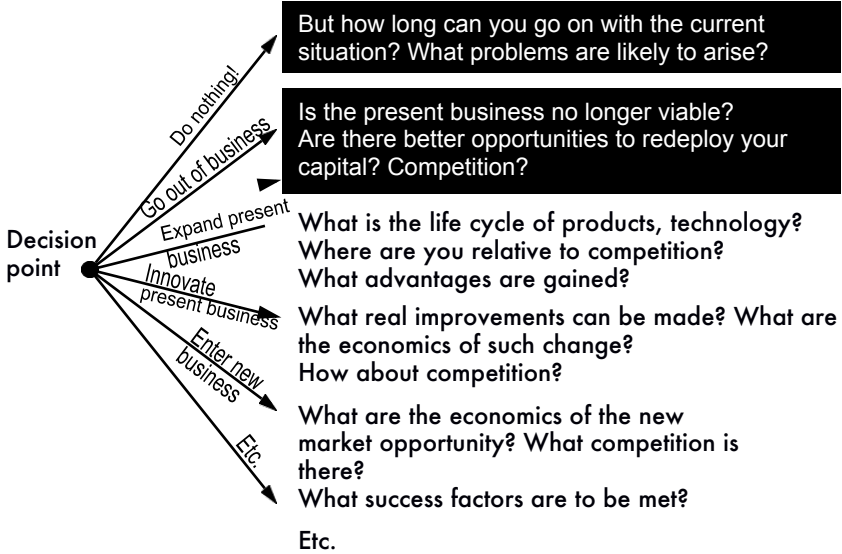 But how long can you go on with the current
situation? What problems are likely to arise?
Do nothing!
Is the present business no longer viable?
Are there better opportunities to redeploy your
capital? Competition?
Go out of business
Expand present
business
What is the life cycle of products, technology?
Where are you relative to competition?
What advantages are gained?
Decision
point
Innovate
present business
What real improvements can be made? What are
the economics of such change?
How about competition?
Enter new
business
What are the economics of the new
market opportunity? What competition is
there?
What success factors are to be met?
Etc.
Etc.